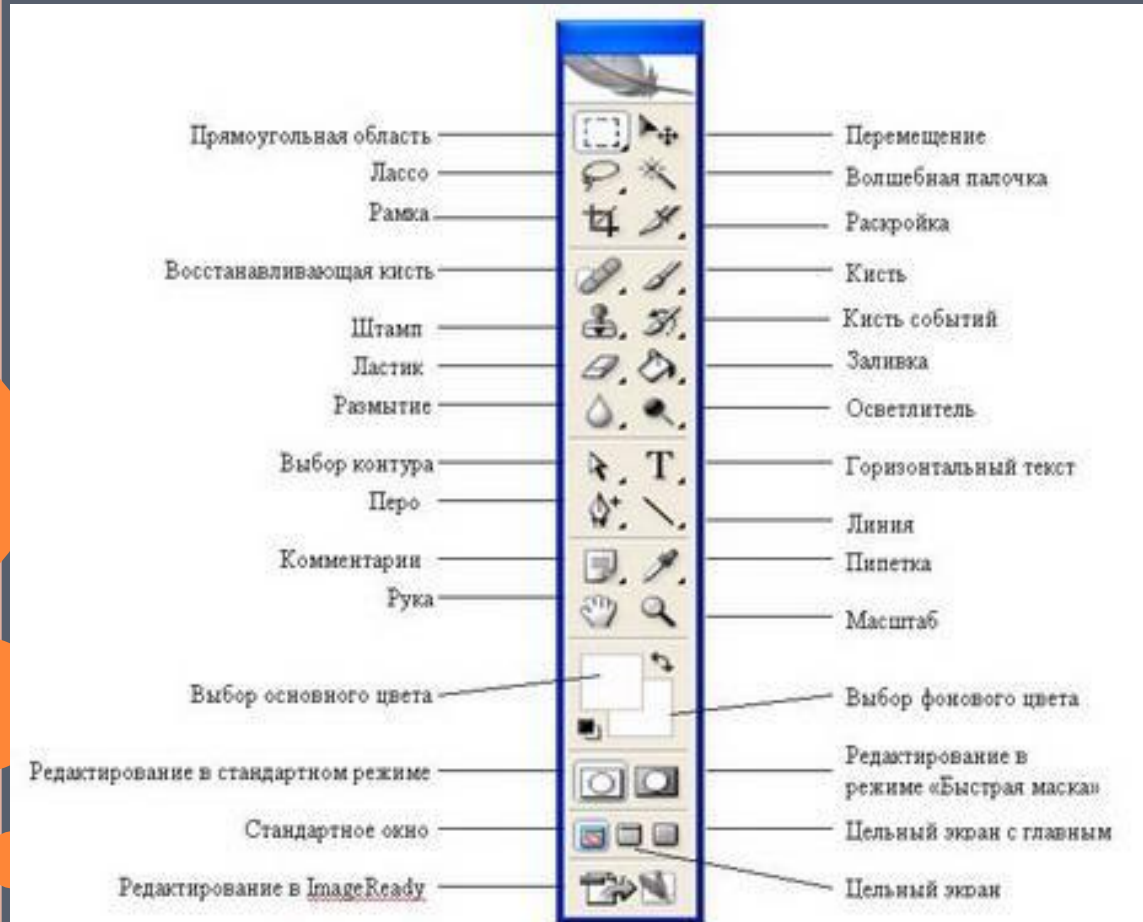 Прямоугольная область
Перемещение
Лассо
Волшебная палочка
Рамка
Раскройка
Восстанавливающая кисть
Кисть
Штамп
Кисть событий
Ластик
Заливка
Размытие
Осветлитель
Выбор контура
T
Горизонтальный текст
Перо
Линия
Комментарии
Пипетка
Рука
Масштаб
Выбор основного цвета
Выбор фонового цвета
Редактирование в стандартном режиме
Редактирование в
режиме «Быстрая маска»
Стандартное окно
Цельный экран с главным
Редактирование в ImageReady
Цельный экран